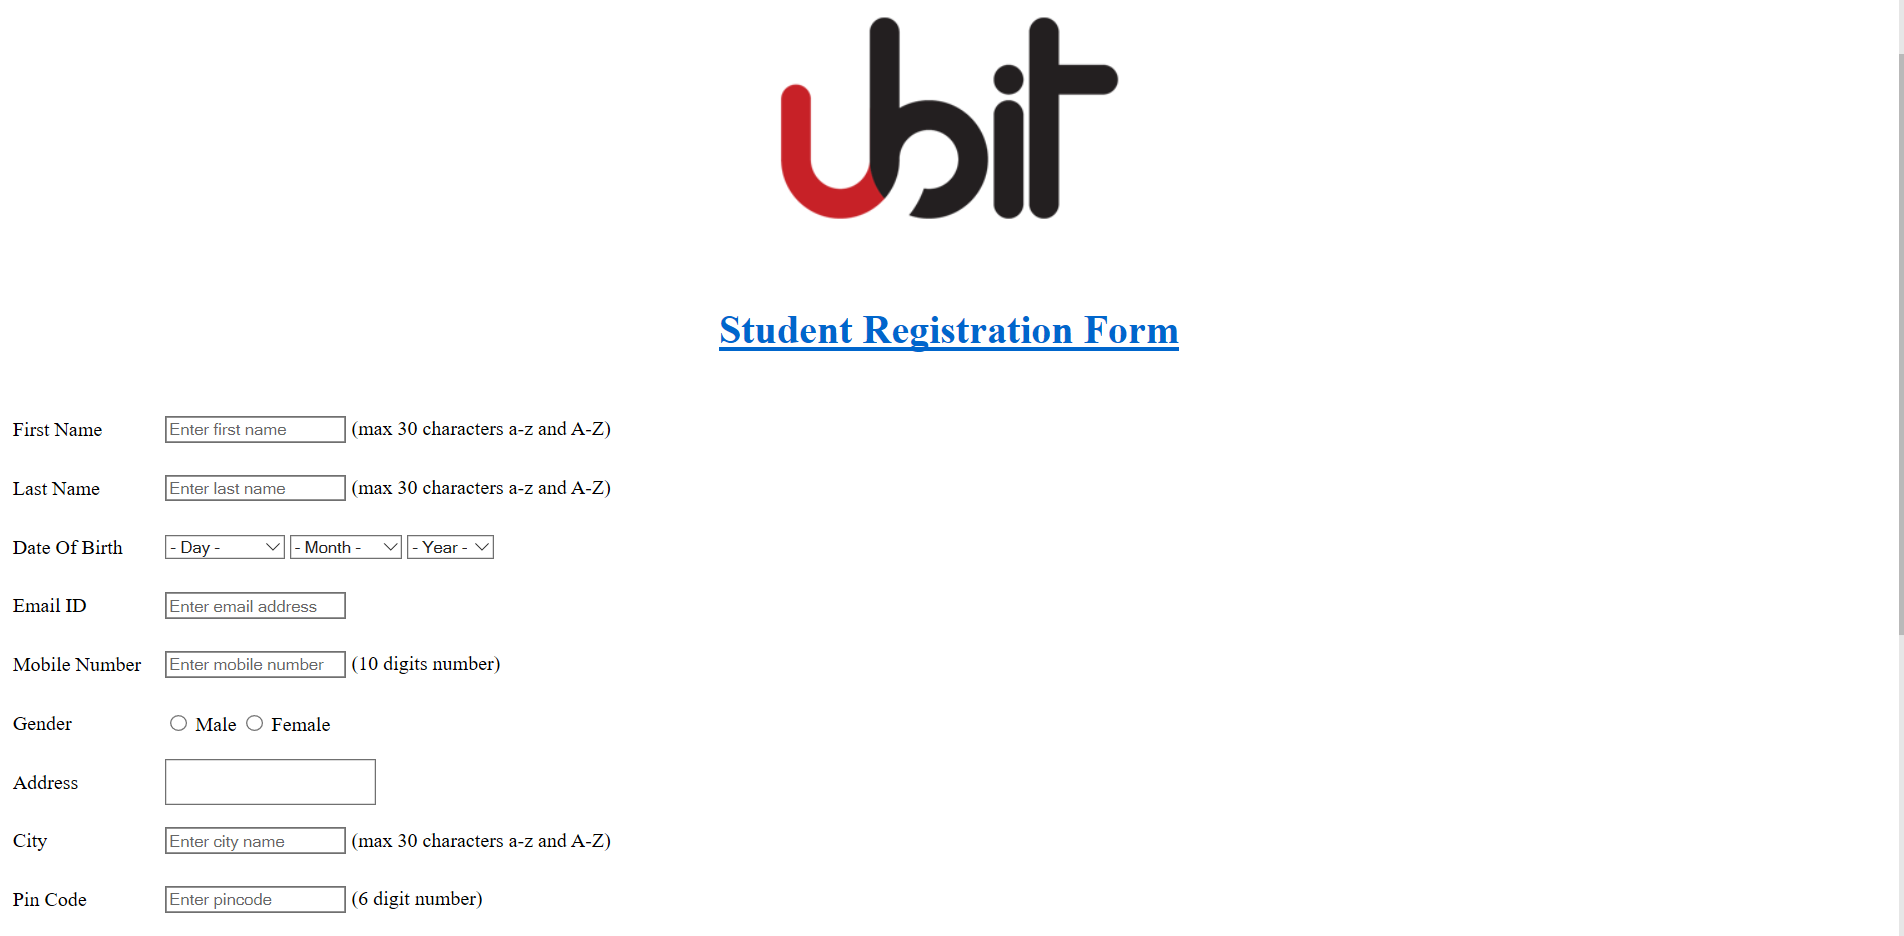 ubit
Student Registration Form
First Name Enter first name (max 30 characters a-z and A-Z)
Last Name Enter last name (max 30 characters a-z and A-Z)
Date Of Birth - Day - - Month - - Year -
Email ID Enter email address
Mobile Number Enter mobile number (10 digits number)
Gender Male Female
Address
City Enter city name (max 30 characters a-z and A-Z)
Pin Code Enter pincode (6 digit number)